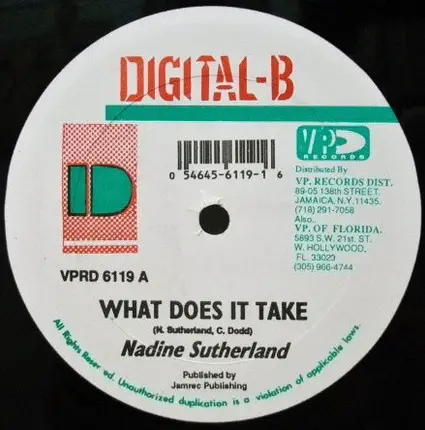 DIGITAL-B
D
0 54645-6119-1 6
VP
RECORDS
Distributed By
VP. RECORDS DIST.
89-05 138th STREET.
JAMAICA, N.Y. 11435.
(718) 291-7058
Also..
VP. OF FLORIDA.
5893 S.W. 21st. ST.
W. HOLLYWOOD,
FL. 33023
(305) 966-4744
VPRD 6119 A
WHAT DOES IT TAKE
(N. Sutherland, C. Dodd)
Nadine Sutherland
Published by
Jamrec Publishing
All Rights Reser ed. Unauthorized duplication is a violation of applicable laws.